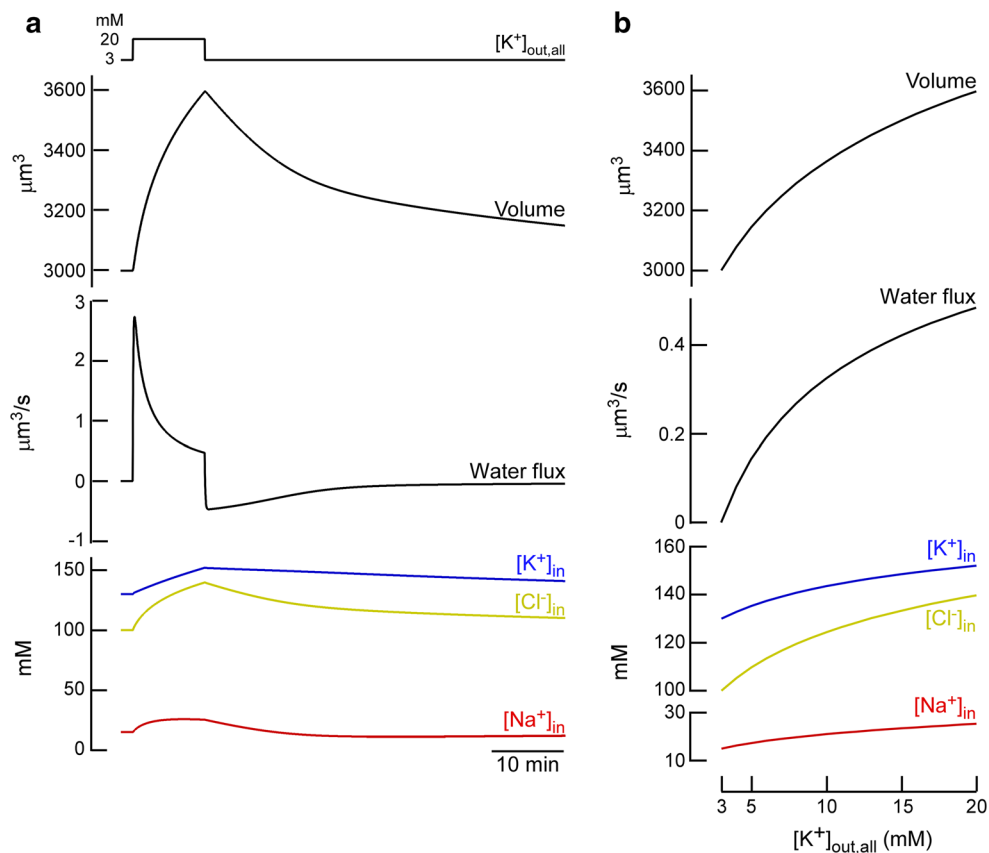 a
mM
20
3
[K+]out,all
3600
3400
3200
3000
μm3
Volume
3
2
1
0
-1
μm3/s
Water flux
150
100
50
0
mM
[K+]in
[Cl-]in
[Na+]in
10 min
b
3600
3400
3200
3000
μm3
Volume
0.4
0.2
0
μm3/s
Water flux
160
140
120
100
30
10
mM
[K+]in
[Cl-]in
[Na+]in
3 5 10 15 20
[K+]out,all (mM)